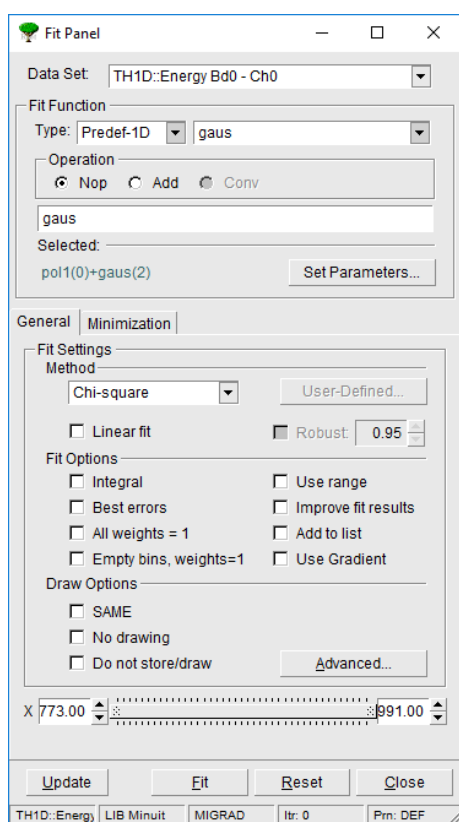 Fit Panel
Data Set: TH1D::Energy Bd0 - Ch0
Fit Function
Type: Predef-1D gaus
Operation
Nop Add Conv
gaus
Selected:
pol1(0)+gaus(2) Set Parameters...
General Minimization
Fit Settings
Method
Chi-square User-Defined...
Linear fit Robust: 0.95
Fit Options
Integral Use range
Best errors Improve fit results
All weights = 1 Add to list
Empty bins, weights=1 Use Gradient
Draw Options
SAME
No drawing
Do not store/draw Advanced...
X 773.00 991.00
Update Fit Reset Close
TH1D::Energy LIB Minuit MIGRAD Itr: 0 Prn: DEF